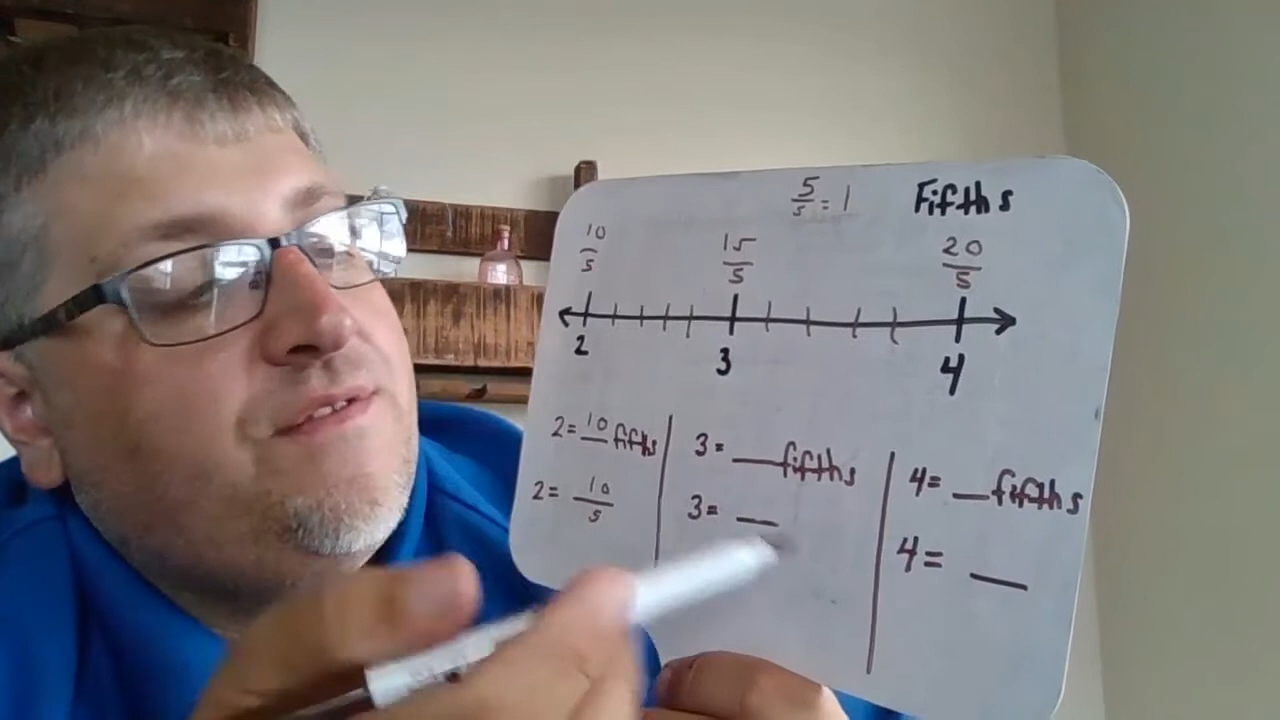 5/5 = 1 Fifths
10/5 15/5 20/5
2 3 4
2 = 10 fifths
2 = 10/5
3 = __ fifths
3 = __
4 = __ fifths
4 = __